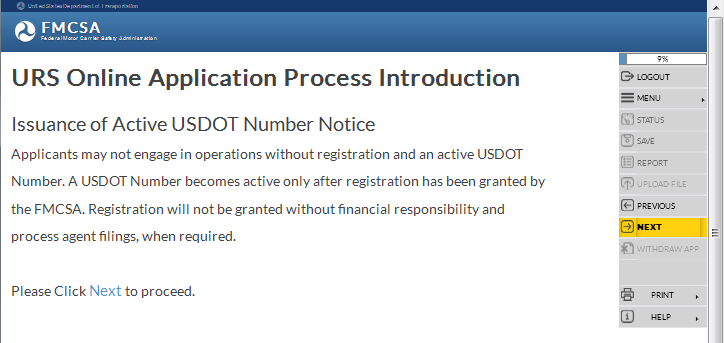 United States Department of Transportation
FMCSA
Federal Motor Carrier Safety Administration
URS Online Application Process Introduction
Issuance of Active USDOT Number Notice
Applicants may not engage in operations without registration and an active USDOT
Number. A USDOT Number becomes active only after registration has been granted by
the FMCSA. Registration will not be granted without financial responsibility and
process agent filings, when required.
Please Click Next to proceed.
9%
LOGOUT
MENU
STATUS
SAVE
REPORT
UPLOAD FILE
PREVIOUS
NEXT
WITHDRAW APP
PRINT
HELP